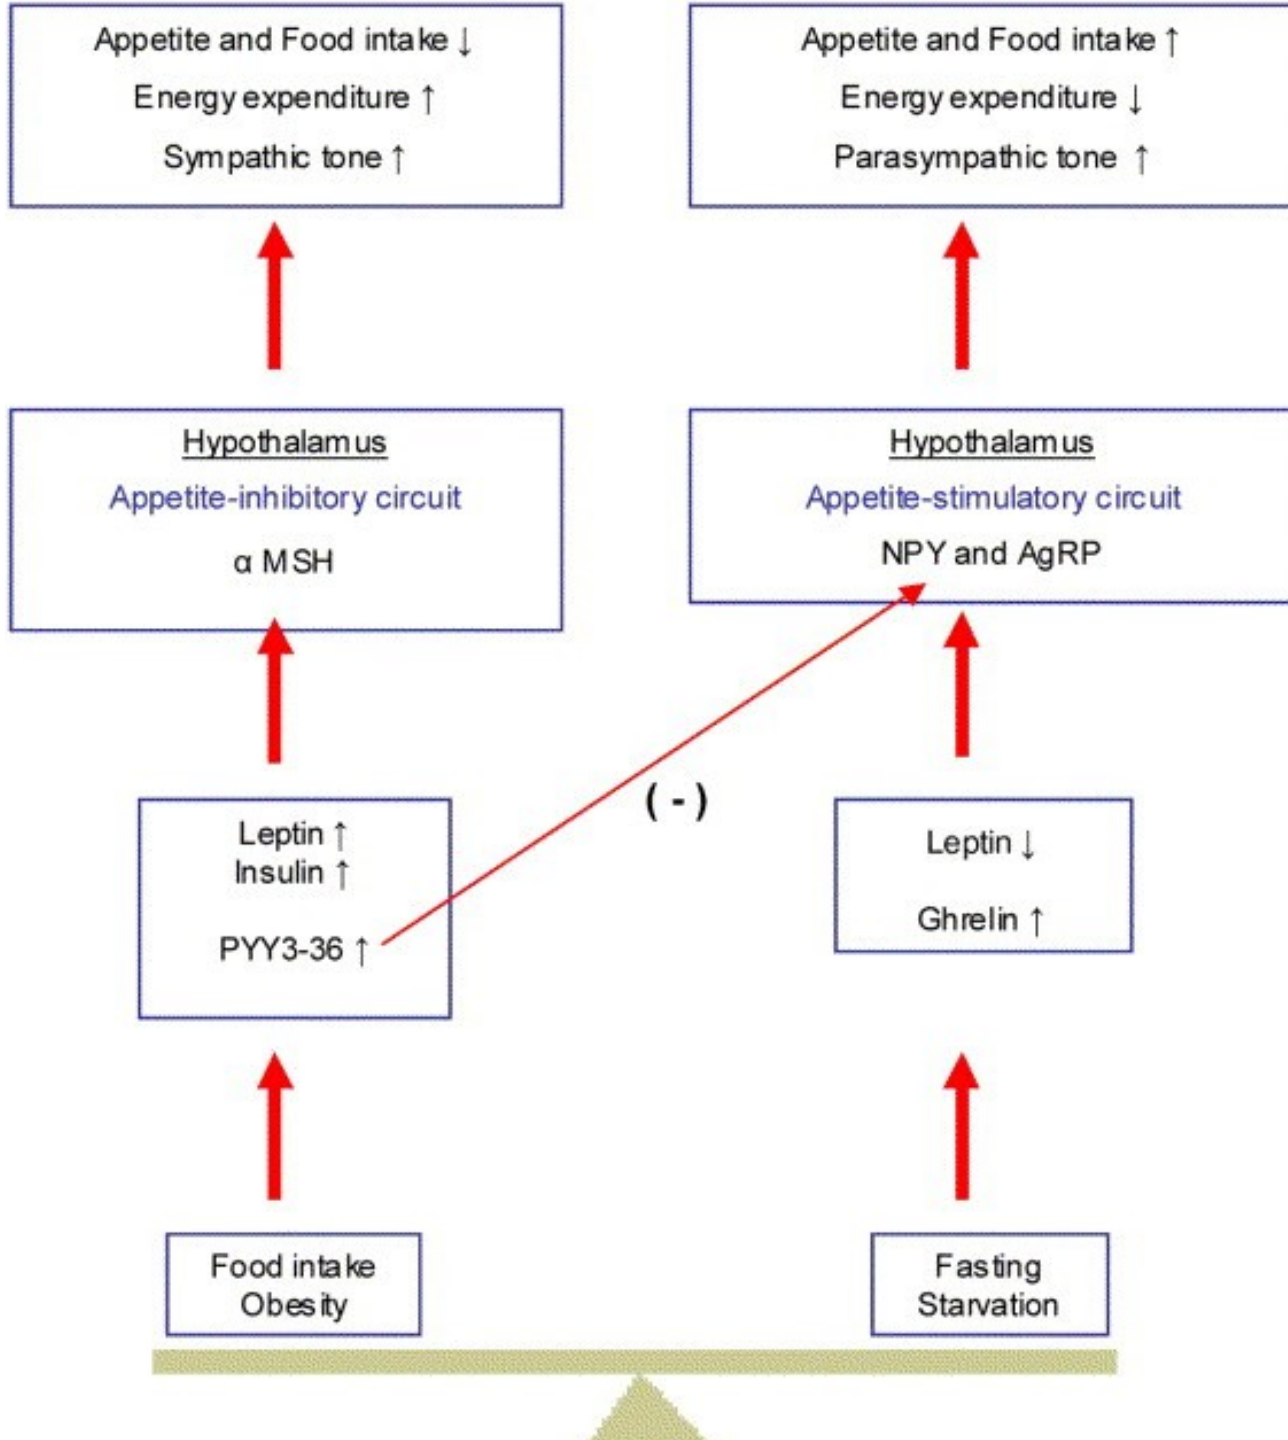 Appetite and Food intake ↓
Energy expenditure ↑
Sympathic tone ↑
Appetite and Food intake ↑
Energy expenditure ↓
Parasympathic tone ↑
Hypothalamus
Appetite-inhibitory circuit
α MSH
Hypothalamus
Appetite-stimulatory circuit
NPY and AgRP
( - )
Leptin ↑
Insulin ↑
PYY3-36 ↑
Leptin ↓
Ghrelin ↑
Food intake
Obesity
Fasting
Starvation